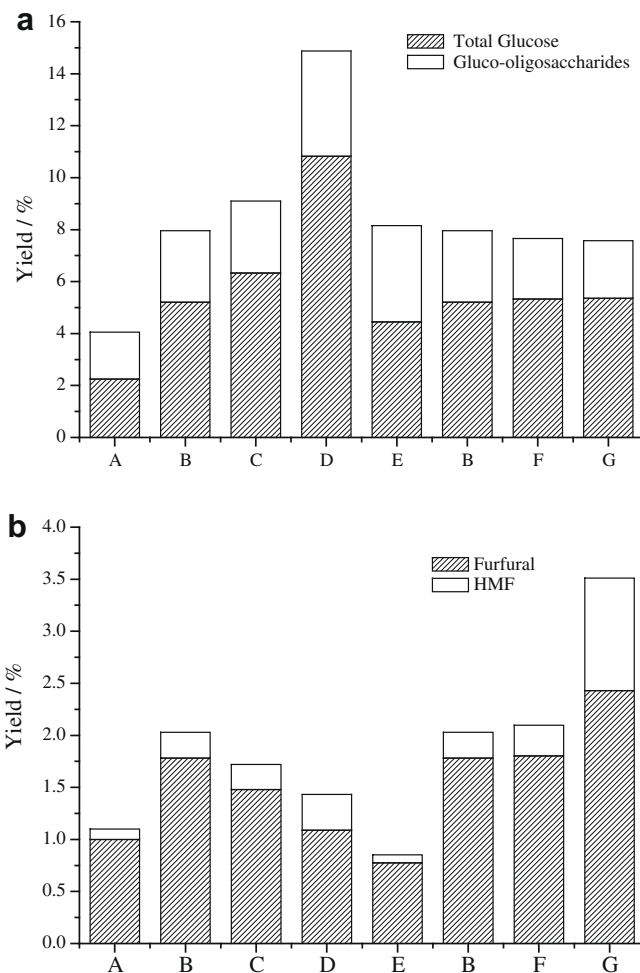 a
Total Glucose
Gluco-oligosaccharides
Yield / %
16
14
12
10
8
6
4
2
0
A B C D E B F G
b
Furfural
HMF
Yield / %
4.0
3.5
3.0
2.5
2.0
1.5
1.0
0.5
0.0
A B C D E B F G